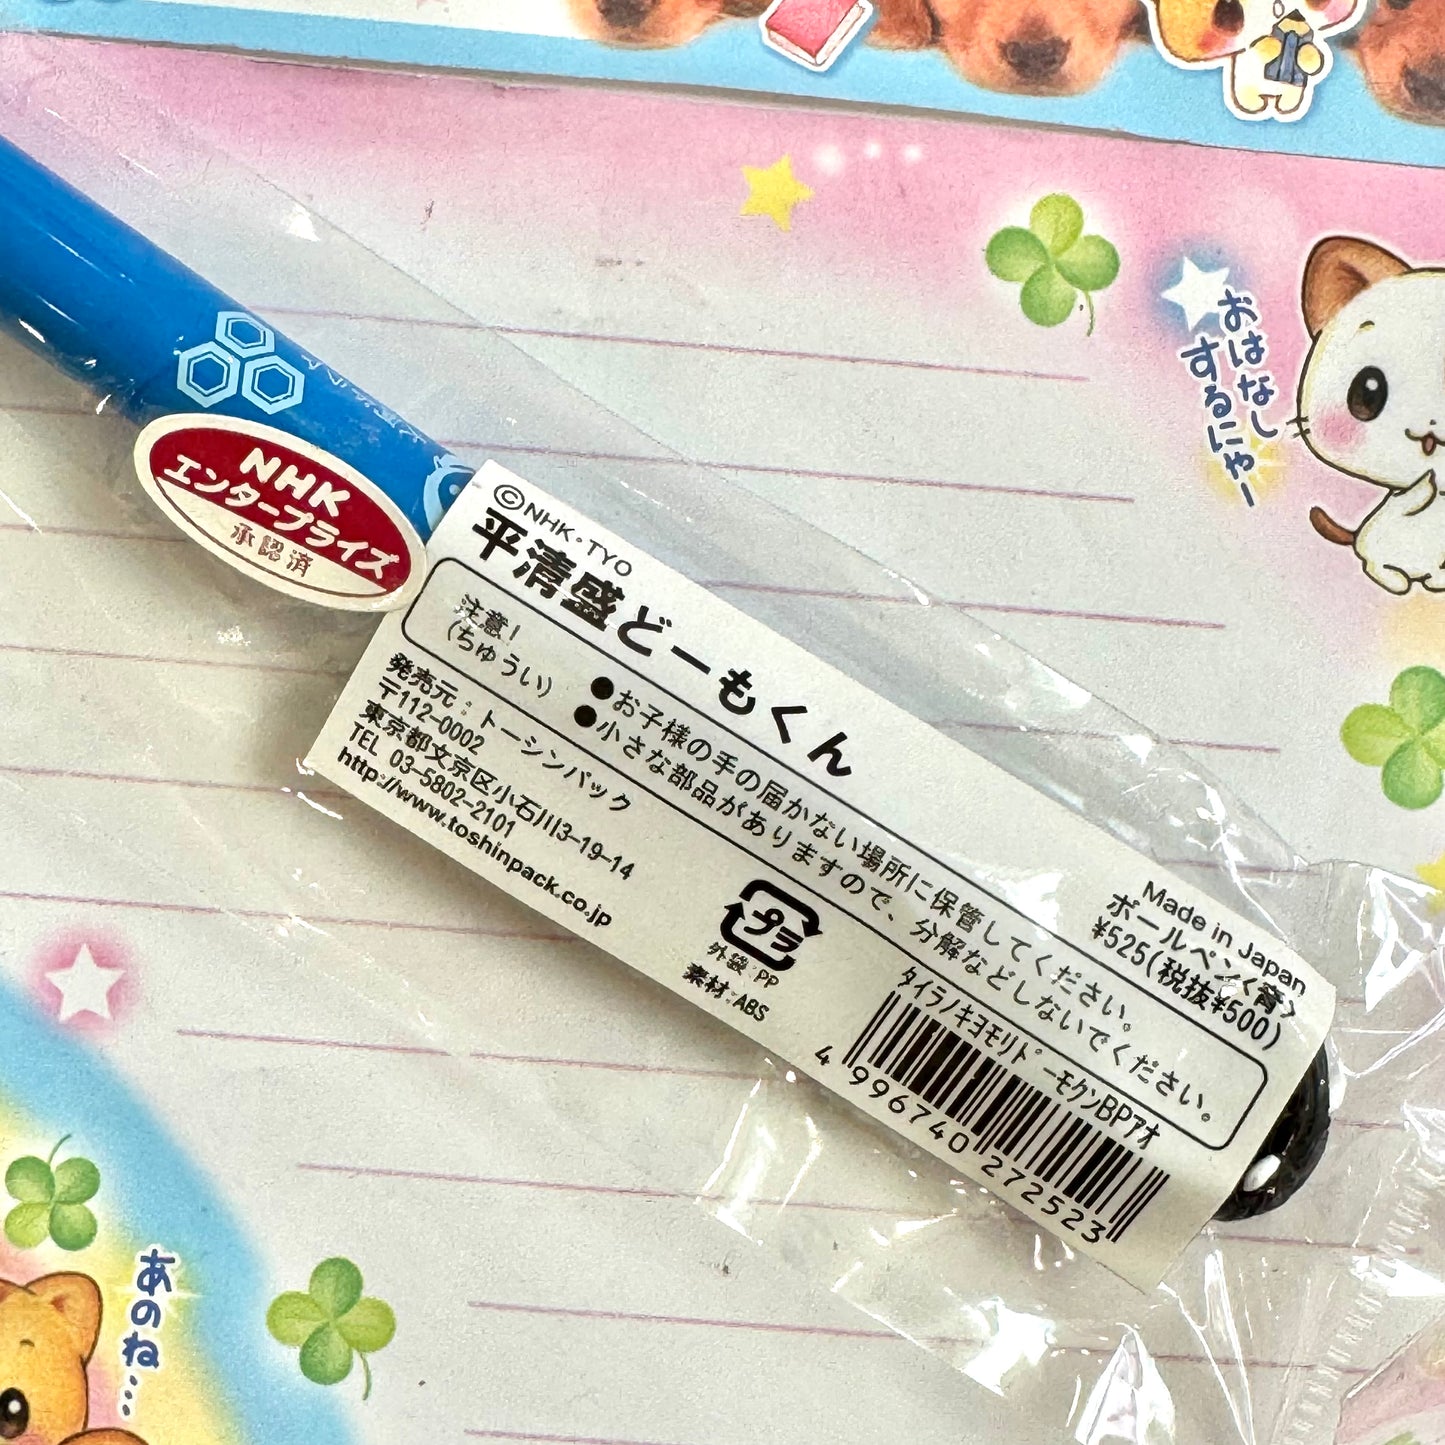 おはなし
するにゃー
NHK
エンタープライズ
承認済
©NHK・TYO
平清盛どーもくん
注意!
(ちゅうい)
●お子様の手の届かない場所に保管してください。
●小さな部品がありますので、分解などしないでください。
発売元:トーシンパック
〒112-0002
東京都文京区小石川3-19-14
TEL 03-5802-2101
http://www.toshinpack.co.jp
プラ
外袋:PP
素材:ABS
Made in Japan
ボールペン<青>
¥525(税抜¥500)
タイラノキヨモリドーモクンBPアオ
4 996740 272523
あのね…